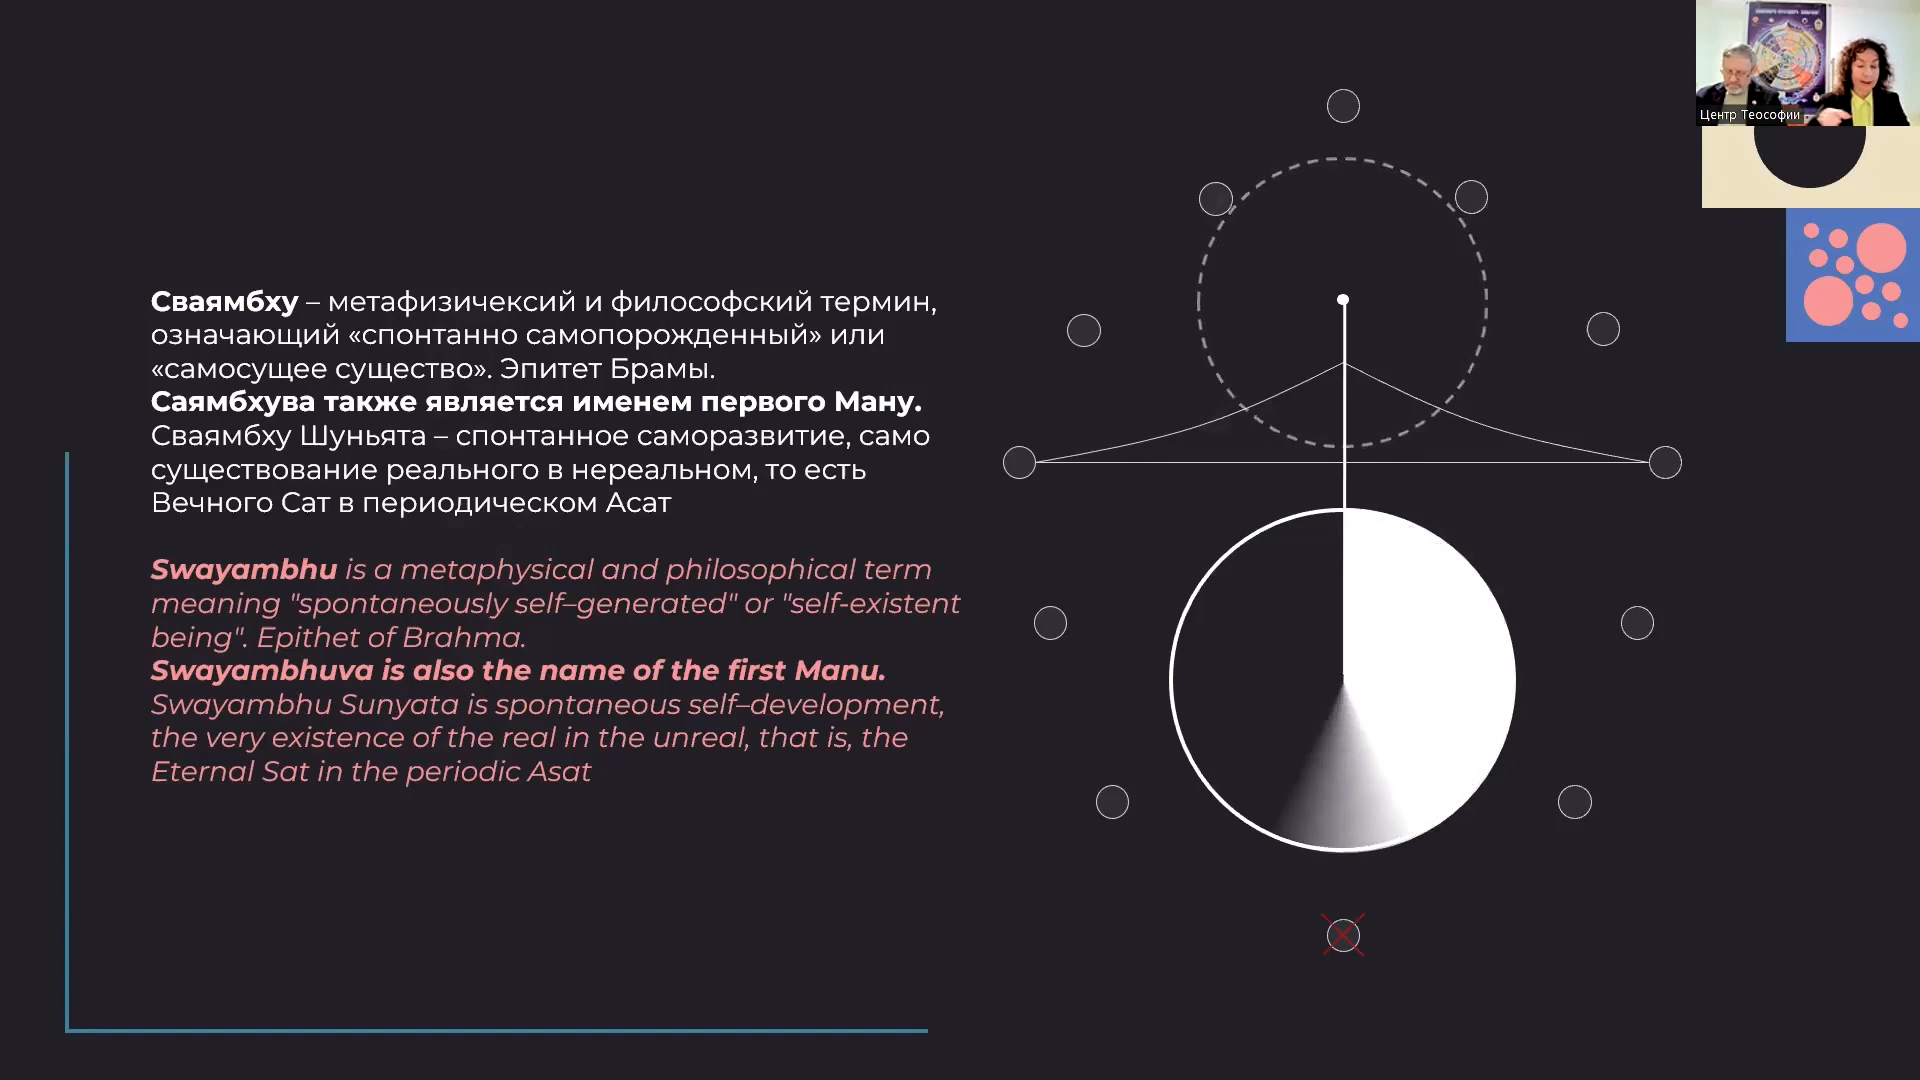 Сваямбху – метафизичексий и философский термин,
означающий «спонтанно самопорожденный» или
«самосущее существо». Эпитет Брамы.
Саямбхува также является именем первого Ману.
Сваямбху Шуньята – спонтанное саморазвитие, само
существование реального в нереальном, то есть
Вечного Сат в периодическом Асат
Swayambhu is a metaphysical and philosophical term
meaning "spontaneously self–generated" or "self-existent
being". Epithet of Brahma.
Swayambhuva is also the name of the first Manu.
Swayambhu Sunyata is spontaneous self–development,
the very existence of the real in the unreal, that is, the
Eternal Sat in the periodic Asat
Центр Теософии